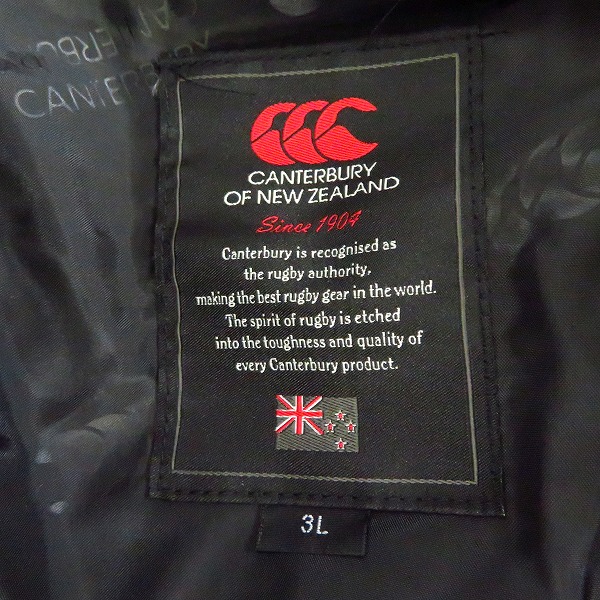 CANTERBU
CANTERBURY
OF NEW ZEALAND
Since 1904
Canterbury is recognised as
the rugby authority,
making the best rugby gear in the world.
The spirit of rugby is etched
into the toughness and quality of
every Canterbury product.
3L